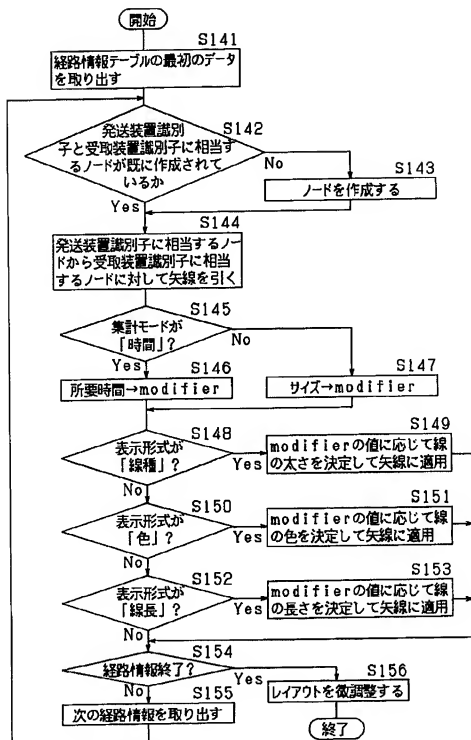 開始
S141
経路情報テーブルの最初のデータ
を取り出す
S142
発送装置識別
子と受取装置識別子に相当す
るノードが既に作成されて
いるか
No
S143
ノードを作成する
Yes
S144
発送装置識別子に相当するノー
ドから受取装置識別子に相当
するノードに対して矢線を引く
S145
集計モードが
「時間」?
No
Yes
S146
所要時間→modifier
S147
サイズ→modifier
S148
表示形式が
「線種」?
Yes
S149
modifierの値に応じて線
の太さを決定して矢線に適用
No
S150
表示形式が
「色」?
Yes
S151
modifierの値に応じて線
の色を決定して矢線に適用
No
S152
表示形式が
「線長」?
Yes
S153
modifierの値に応じて線
の長さを決定して矢線に適用
No
S154
経路情報終了?
Yes
S156
レイアウトを微調整する
No
S155
次の経路情報を取り出す
終了